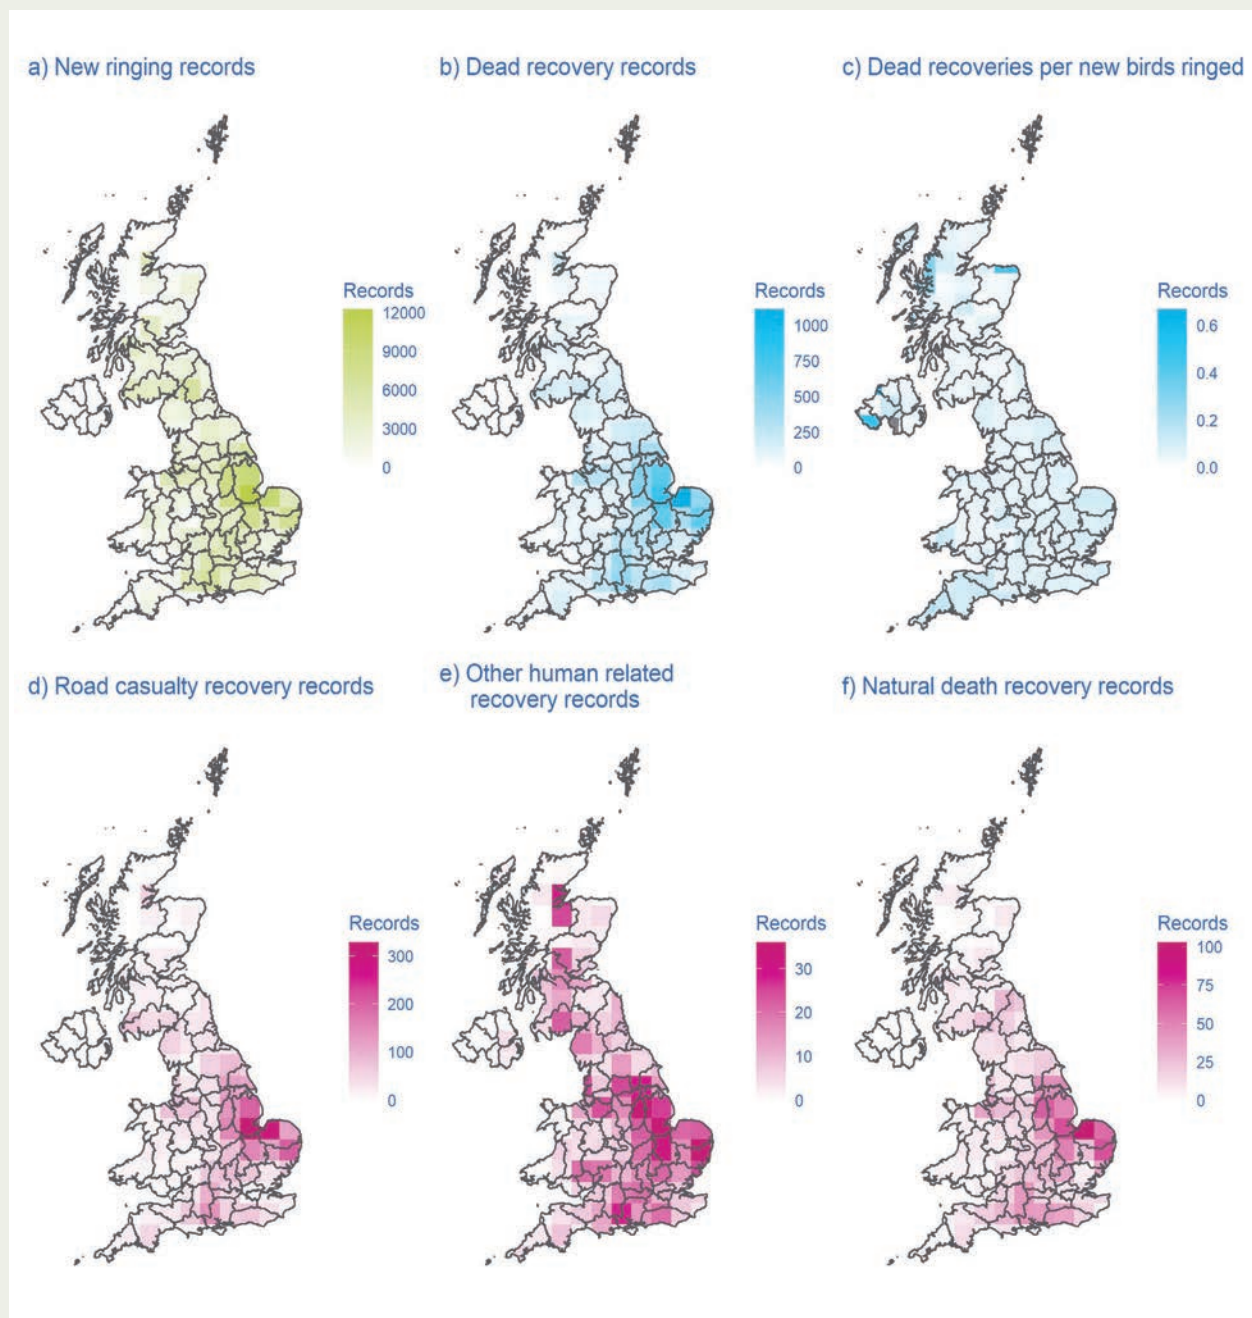 a) New ringing records
b) Dead recovery records
c) Dead recoveries per new birds ringed
Records
12000
9000
6000
3000
0
Records
1000
750
500
250
0
Records
0.6
0.4
0.2
0.0
d) Road casualty recovery records
e) Other human related
recovery records
f) Natural death recovery records
Records
300
200
100
0
Records
30
20
10
0
Records
100
75
50
25
0